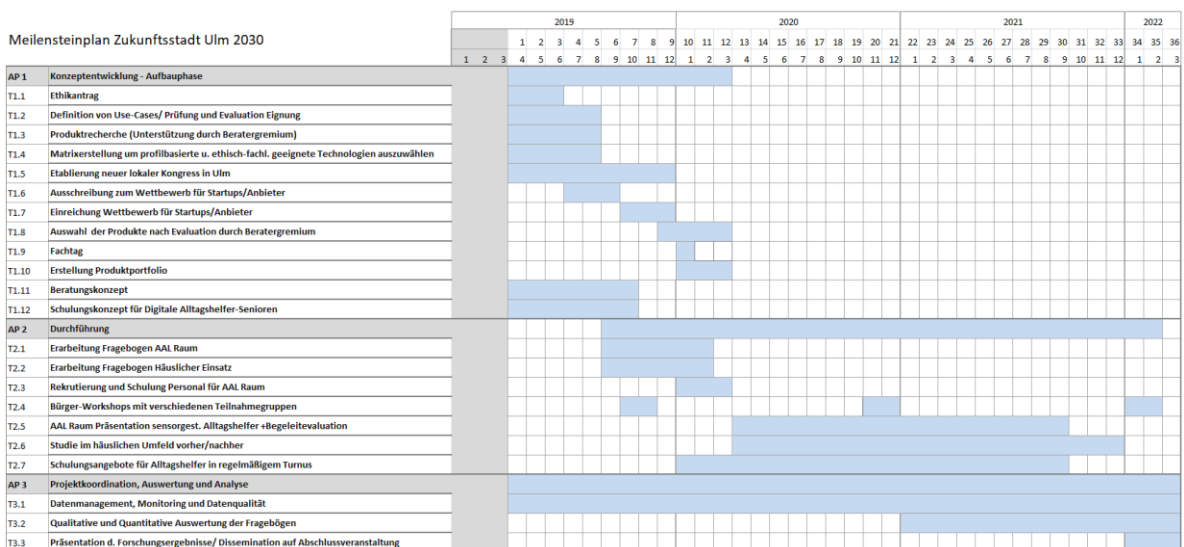 2019 2020 2021 2022
Meilensteinplan Zukunftsstadt Ulm 2030
1 2 3 4 5 6 7 8 9 10 11 12 13 14 15 16 17 18 19 20 21 22 23 24 25 26 27 28 29 30 31 32 33 34 35 36
1 2 3 4 5 6 7 8 9 10 11 12 1 2 3 4 5 6 7 8 9 10 11 12 1 2 3 4 5 6 7 8 9 10 11 12 1 2 3
AP 1 Konzeptentwicklung - Aufbauphase
T1.1 Ethikantrag
T1.2 Definition von Use-Cases/ Prüfung und Evaluation Eignung
T1.3 Produktrecherche (Unterstützung durch Beratergremium)
T1.4 Matrixerstellung um profilbasierte u. ethisch-fachl. geeignete Technologien auszuwählen
T1.5 Etablierung neuer lokaler Kongress in Ulm
T1.6 Ausschreibung zum Wettbewerb für Startups/Anbieter
T1.7 Einreichung Wettbewerb für Startups/Anbieter
T1.8 Auswahl der Produkte nach Evaluation durch Beratergremium
T1.9 Fachtag
T1.10 Erstellung Produktportfolio
T1.11 Beratungskonzept
T1.12 Schulungskonzept für Digitale Alltagshelfer-Senioren
AP 2 Durchführung
T2.1 Erarbeitung Fragebogen AAL Raum
T2.2 Erarbeitung Fragebogen Häuslicher Einsatz
T2.3 Rekrutierung und Schulung Personal für AAL Raum
T2.4 Bürger-Workshops mit verschiedenen Teilnahmegruppen
T2.5 AAL Raum Präsentation sensorgest. Alltagshelfer +Begeleitevaluation
T2.6 Studie im häuslichen Umfeld vorher/nachher
T2.7 Schulungsangebote für Alltagshelfer in regelmäßigem Turnus
AP 3 Projektkoordination, Auswertung und Analyse
T3.1 Datenmanagement, Monitoring und Datenqualität
T3.2 Qualitative und Quantitative Auswertung der Fragebögen
T3.3 Präsentation d. Forschungsergebnisse/ Dissemination auf Abschlussveranstaltung